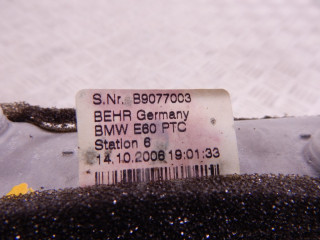 S.Nr. B9077003
BEHR Germany
BMW E60 PTC
Station 6
14.10.2006 19:01:33